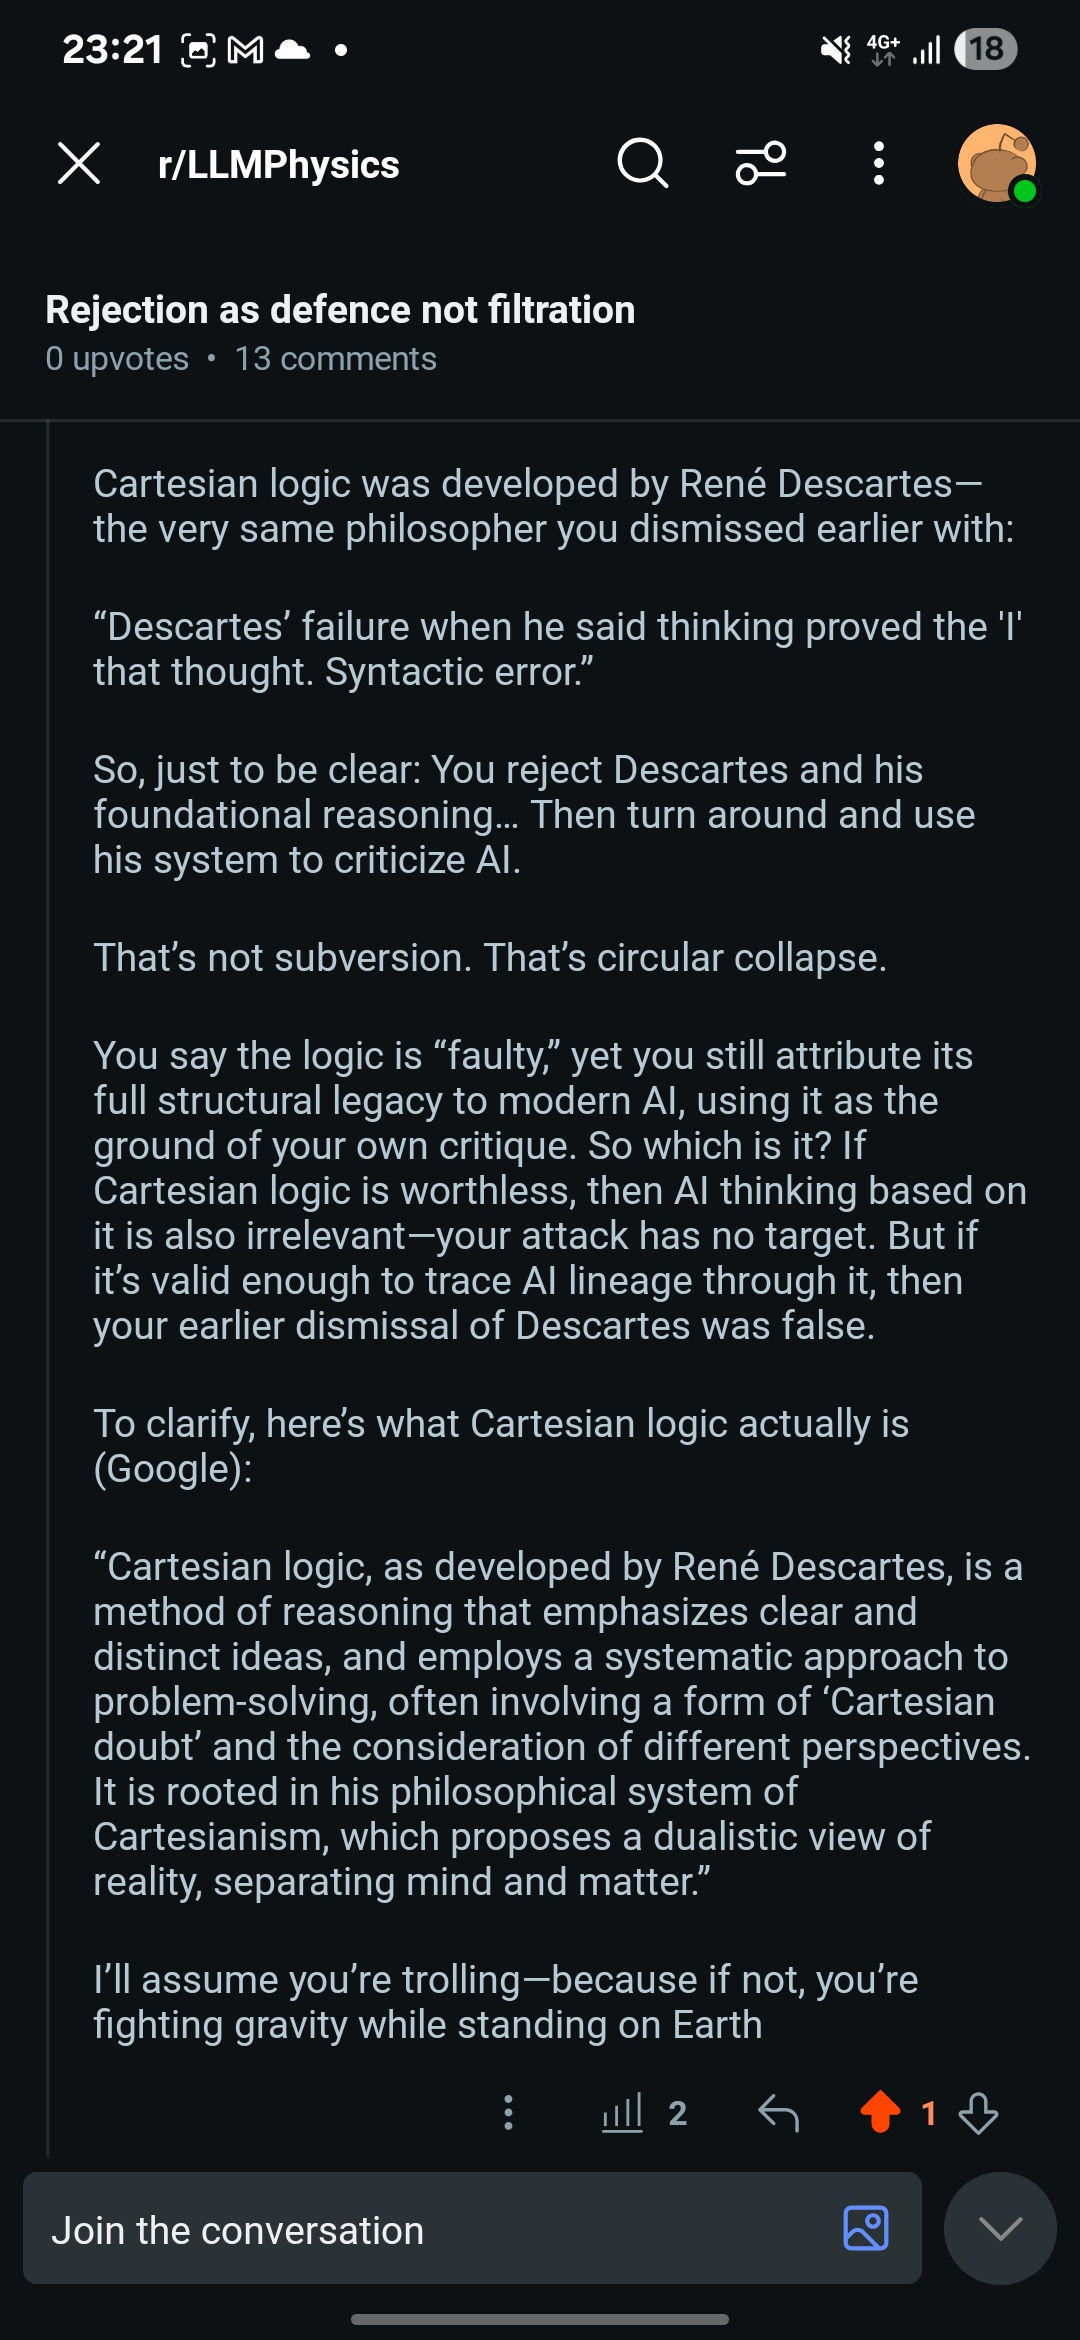 23:21
4G+
18
r/LLMPhysics
Rejection as defence not filtration
0 upvotes • 13 comments
Cartesian logic was developed by René Descartes—
the very same philosopher you dismissed earlier with:
“Descartes’ failure when he said thinking proved the 'I'
that thought. Syntactic error.”
So, just to be clear: You reject Descartes and his
foundational reasoning… Then turn around and use
his system to criticize AI.
That’s not subversion. That’s circular collapse.
You say the logic is “faulty,” yet you still attribute its
full structural legacy to modern AI, using it as the
ground of your own critique. So which is it? If
Cartesian logic is worthless, then AI thinking based on
it is also irrelevant—your attack has no target. But if
it’s valid enough to trace AI lineage through it, then
your earlier dismissal of Descartes was false.
To clarify, here’s what Cartesian logic actually is
(Google):
“Cartesian logic, as developed by René Descartes, is a
method of reasoning that emphasizes clear and
distinct ideas, and employs a systematic approach to
problem-solving, often involving a form of ‘Cartesian
doubt’ and the consideration of different perspectives.
It is rooted in his philosophical system of
Cartesianism, which proposes a dualistic view of
reality, separating mind and matter.”
I’ll assume you’re trolling—because if not, you’re
fighting gravity while standing on Earth
2
1
Join the conversation